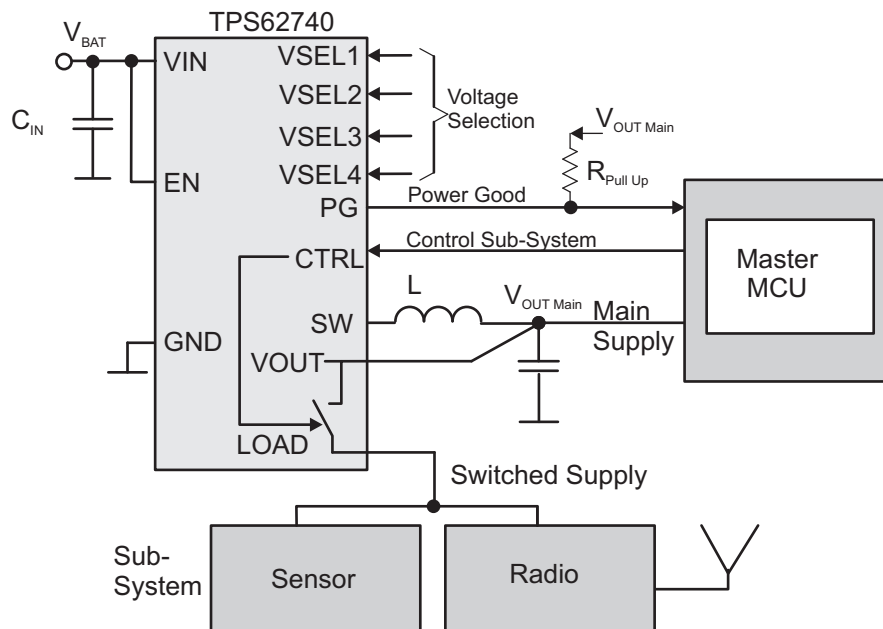 TPS62740
VBAT
VIN
VSEL1
VSEL2
VSEL3
VSEL4
Voltage
Selection
CIN
EN
VOUT Main
RPull Up
PG
Power Good
CTRL
Control Sub-System
Master
MCU
L
VOUT Main
SW
Main
Supply
GND
VOUT
LOAD
Switched Supply
Sub-
System
Sensor
Radio